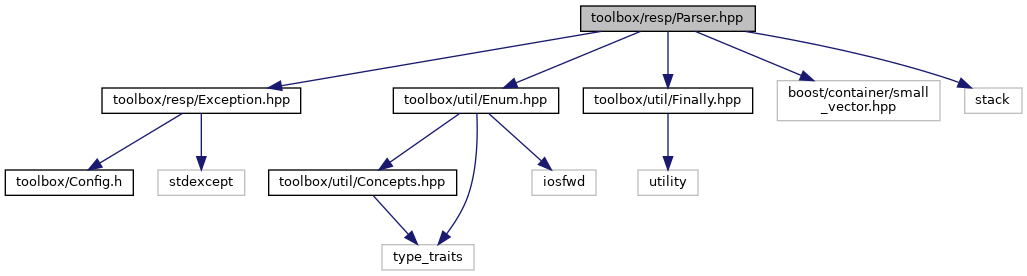 toolbox/resp/Parser.hpp
toolbox/resp/Exception.hpp
toolbox/util/Enum.hpp
toolbox/util/Finally.hpp
boost/container/small
_vector.hpp
stack
toolbox/Config.h
stdexcept
toolbox/util/Concepts.hpp
iosfwd
utility
type_traits